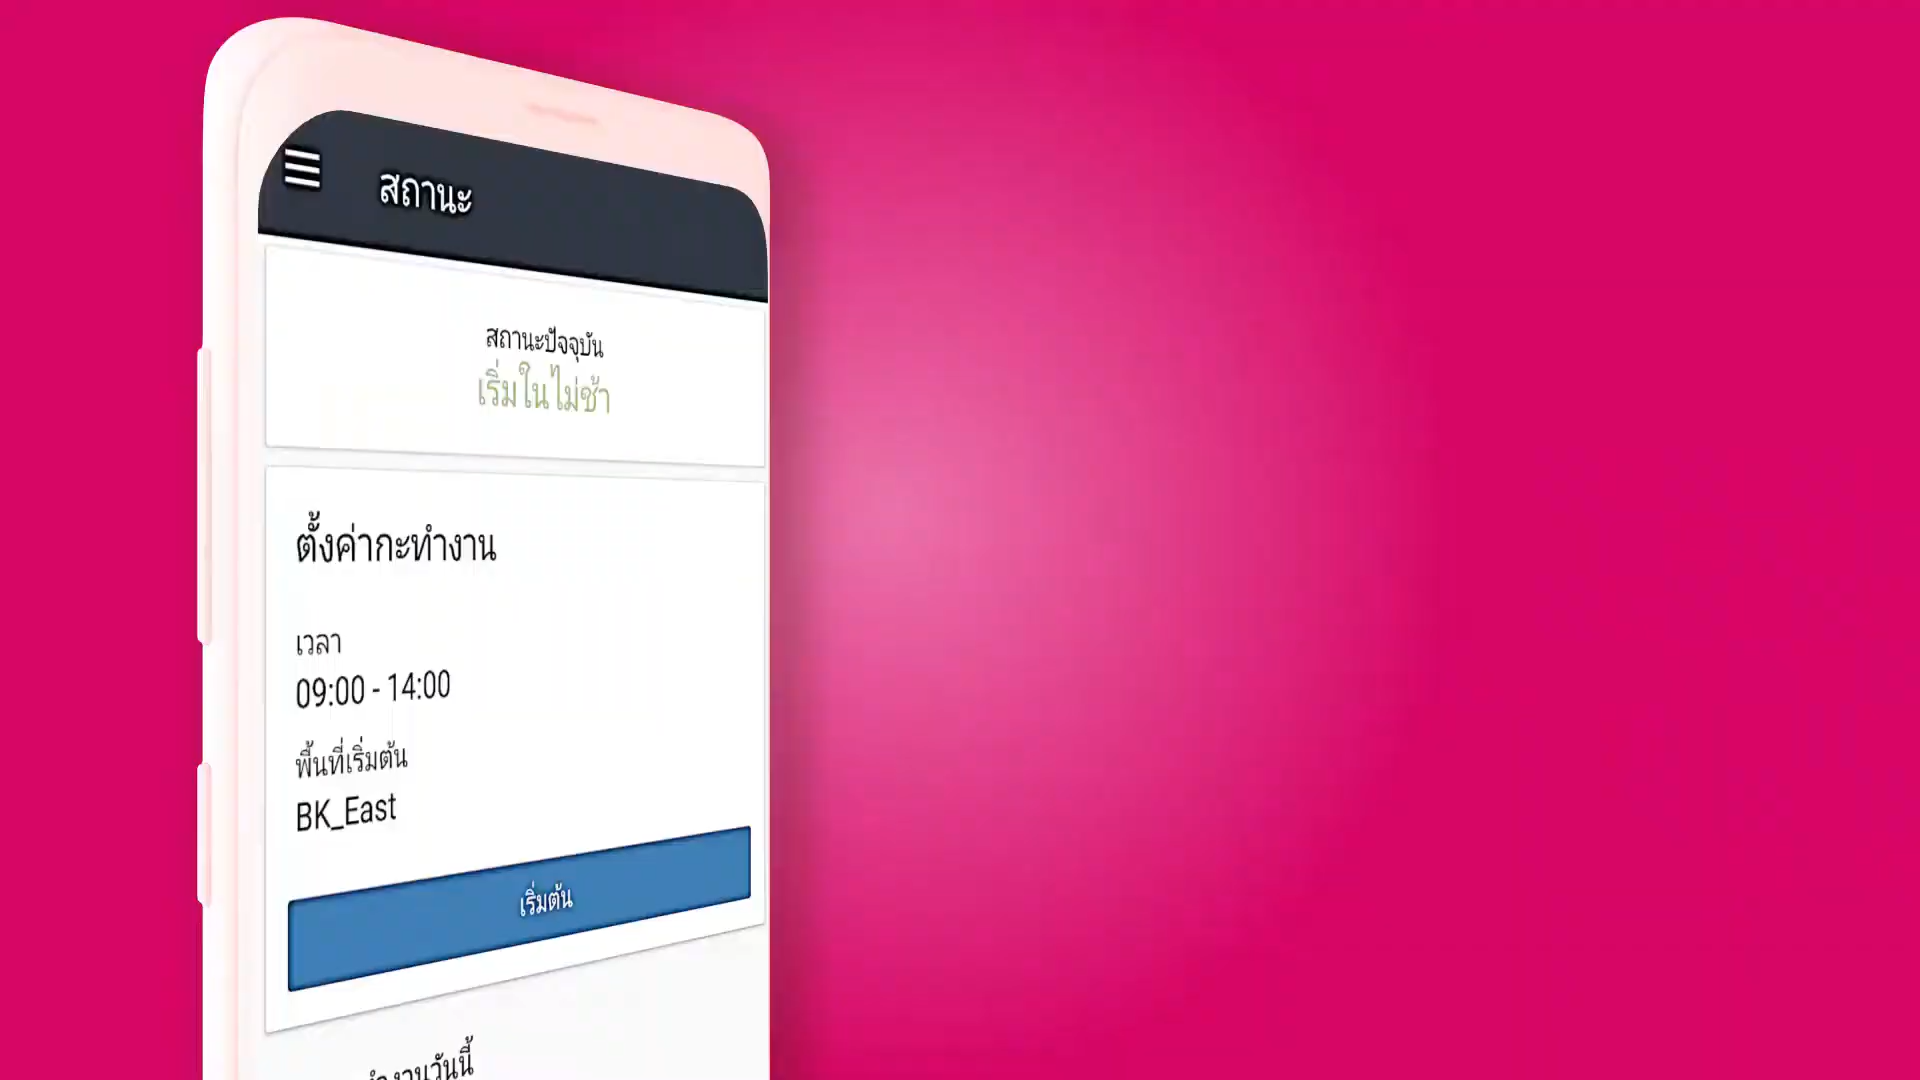 สถานะ
สถานะปัจจุบัน
เริ่มในไม่ช้า
ตั้งค่ากะทำงาน
เวลา
09:00 - 14:00
พื้นที่เริ่มต้น
BK_East
เริ่มต้น